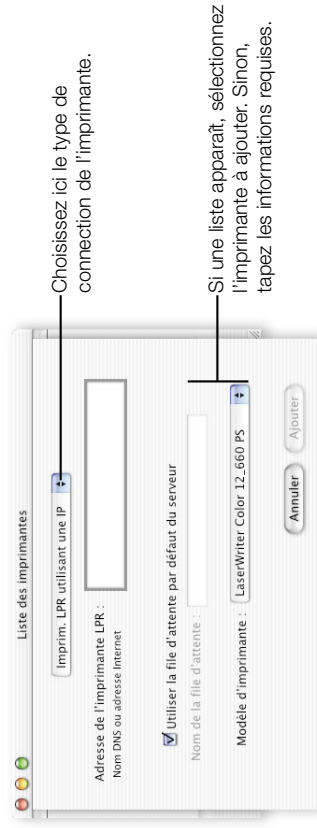 Liste des imprimantes
Imprim. LPR utilisant une IP
Adresse de l'imprimante LPR :
Nom DNS ou adresse Internet
Utiliser la file d'attente par défaut du serveur
Nom de la file d'attente :
Modèle d'imprimante :
LaserWriter Color 12_660 PS
Annuler
Ajouter
Choisissez ici le type de
connection de l'imprimante.
Si une liste apparaît, sélectionnez
l'imprimante à ajouter. Sinon,
tapez les informations requises.